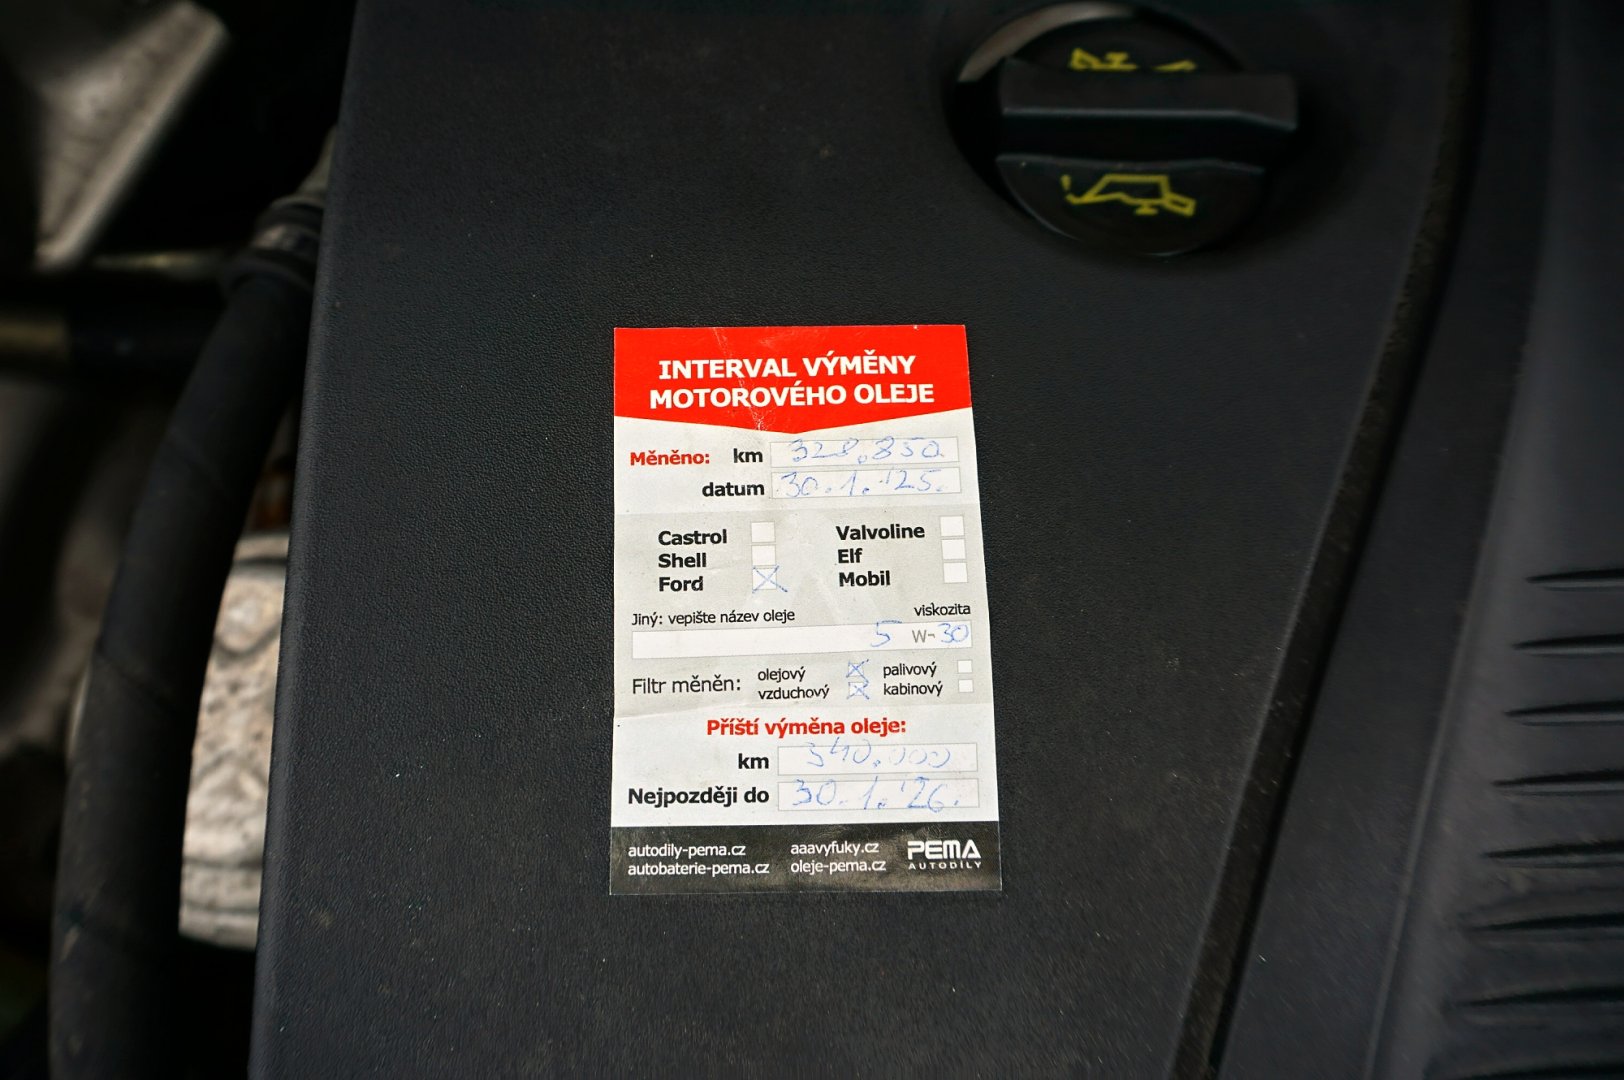 INTERVAL VÝMĚNY
MOTOROVÉHO OLEJE
Měněno: km 328.850
datum 30.1.'25.
Castrol Valvoline
Shell Elf
Ford Mobil
Jiný: vepište název oleje viskozita
5 W-30
Filtr měněn: olejový palivový
vzduchový kabinový
Příští výměna oleje:
km 340.000
Nejpozději do 30.1.'26.
autodily-pema.cz aaavyfuky.cz PEMA
autobaterie-pema.cz oleje-pema.cz AUTODÍLY